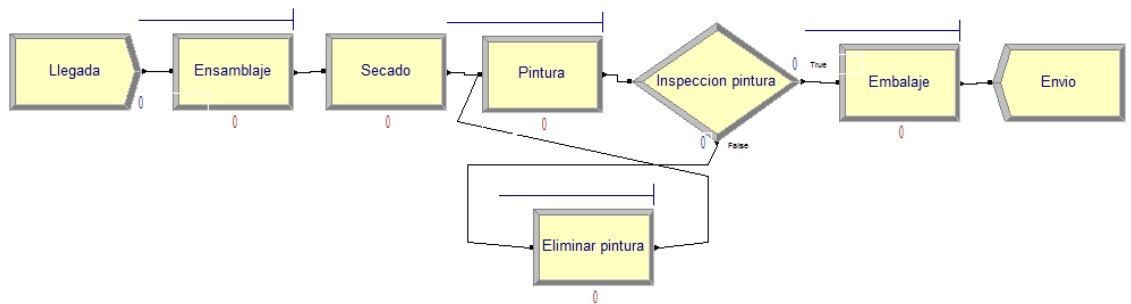 Llegada
0
Ensamblaje
0
Secado
0
Pintura
0
Inspeccion pintura
0
True
0
False
Embalaje
0
Envio
Eliminar pintura
0